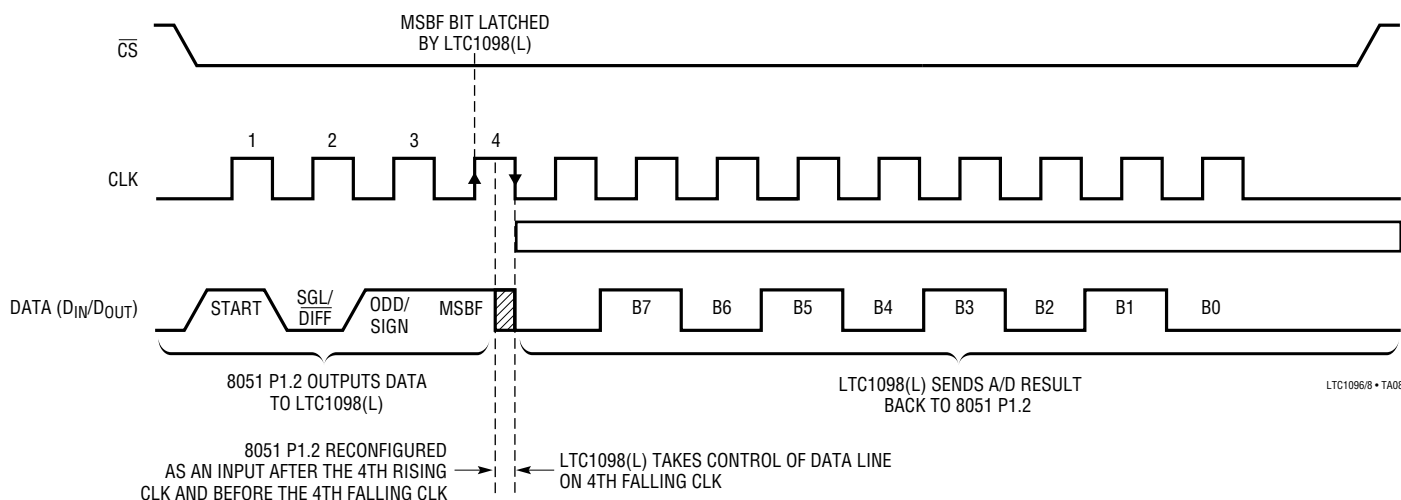 MSBF BIT LATCHED
BY LTC1098(L)
CS
1 2 3 4
CLK
DATA (DIN/DOUT)
START
SGL/
DIFF
ODD/
SIGN
MSBF
B7 B6 B5 B4 B3 B2 B1 B0
8051 P1.2 OUTPUTS DATA
TO LTC1098(L)
LTC1098(L) SENDS A/D RESULT
BACK TO 8051 P1.2
LTC1096/8 • TA08
8051 P1.2 RECONFIGURED
AS AN INPUT AFTER THE 4TH RISING
CLK AND BEFORE THE 4TH FALLING CLK
LTC1098(L) TAKES CONTROL OF DATA LINE
ON 4TH FALLING CLK